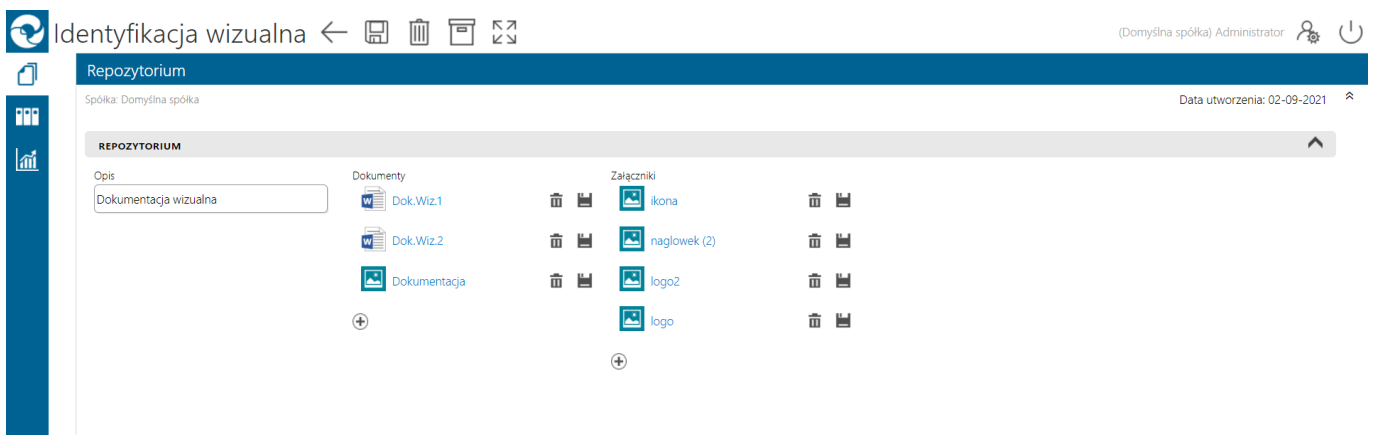 Identyfikacja wizualna
(Domyślna spółka) Administrator
Repozytorium
Spółka: Domyślna spółka
Data utworzenia: 02-09-2021
REPOZYTORIUM
Opis
Dokumentacja wizualna
Dokumenty
Dok.Wiz.1
Dok.Wiz.2
Dokumentacja
Załączniki
ikona
naglowek (2)
logo2
logo